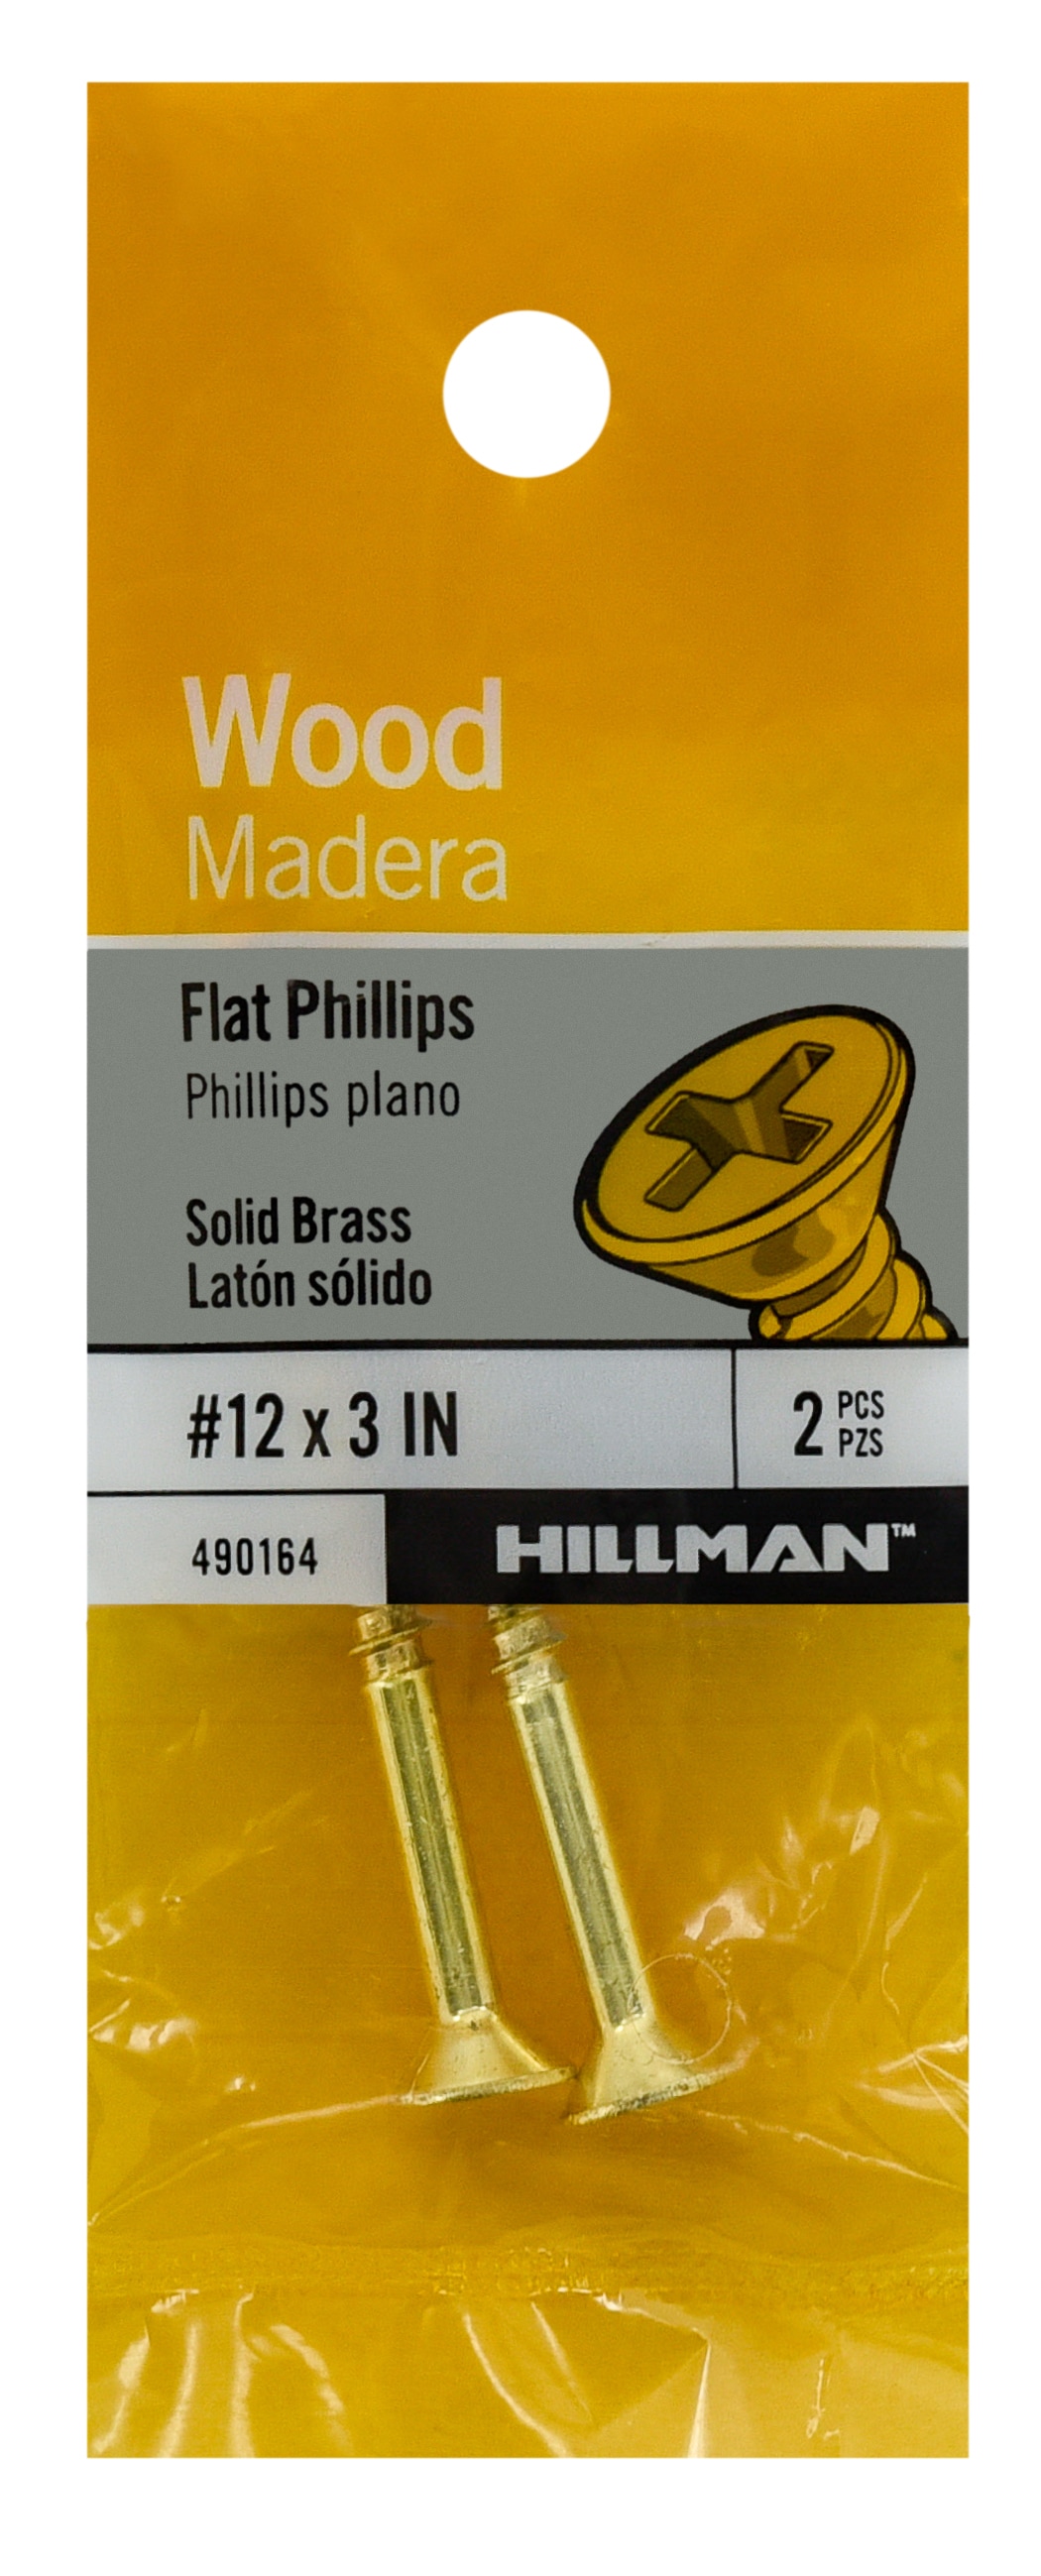 Wood
Madera
Flat Phillips
Phillips plano
Solid Brass
Latón sólido
#12 x 3 IN
2 PCS
PZS
490164
HILLMAN™